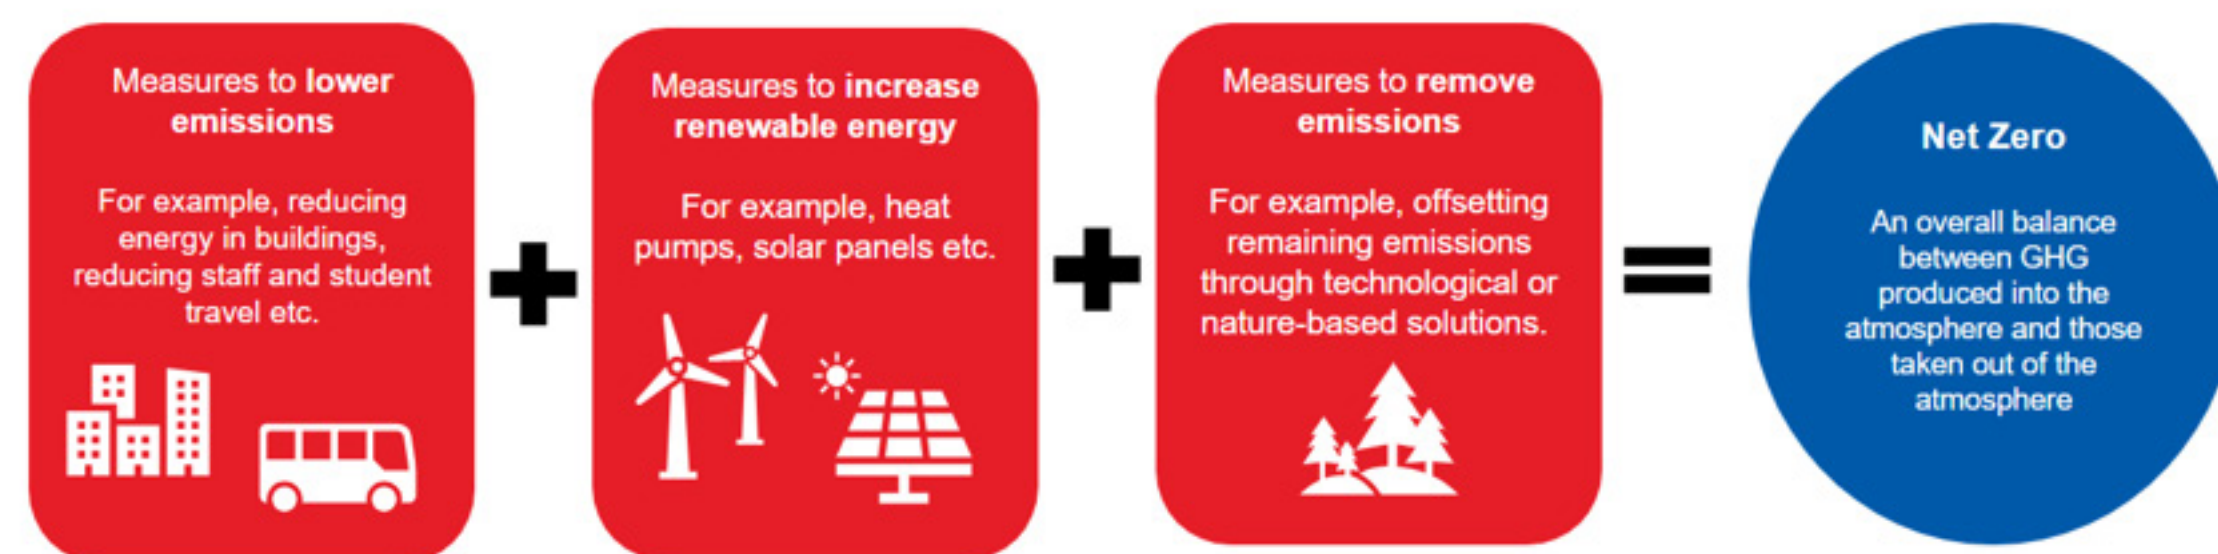 Measures to lower
emissions
For example, reducing
energy in buildings,
reducing staff and student
travel etc.
Measures to increase
renewable energy
For example, heat
pumps, solar panels etc.
Measures to remove
emissions
For example, offsetting
remaining emissions
through technological or
nature-based solutions.
Net Zero
An overall balance
between GHG
produced into the
atmosphere and those
taken out of the
atmosphere